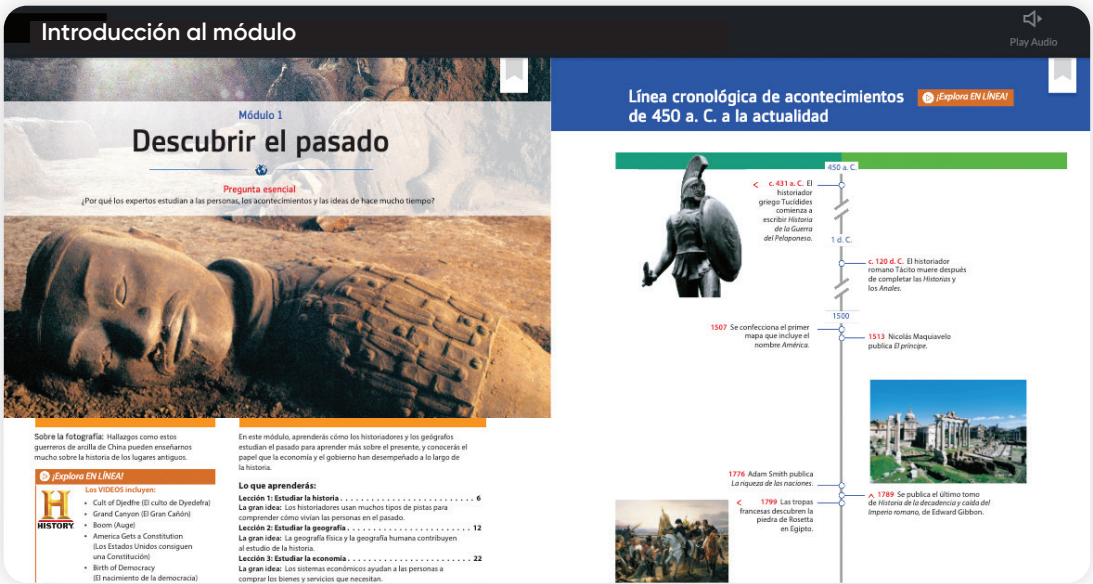 Introducción al módulo
Play Audio
Módulo 1
Descubrir el pasado
Pregunta esencial
¿Por qué los expertos estudian a las personas, los acontecimientos y las ideas de hace mucho tiempo?
Sobre la fotografía: Hallazgos como estos
guerreros de arcilla de China pueden enseñarnos
mucho sobre la historia de los lugares antiguos.
¡Explora EN LÍNEA!
HISTORY.
Los VIDEOS incluyen:
• Cult of Djedfre (El culto de Dyedefra)
• Grand Canyon (El Gran Cañón)
• Boom (Auge)
• America Gets a Constitution
(Los Estados Unidos consiguen
una Constitución)
• Birth of Democracy
(El nacimiento de la democracia)
En este módulo, aprenderás cómo los historiadores y los geógrafos
estudian el pasado para aprender más sobre el presente, y conocerás el
papel que la economía y el gobierno han desempeñado a lo largo de
la historia.
Lo que aprenderás:
Lección 1: Estudiar la historia . . . . . . . . . . . . . . . . . . . . . . . . . . 6
La gran idea: Los historiadores usan muchos tipos de pistas para
comprender cómo vivían las personas en el pasado.
Lección 2: Estudiar la geografía . . . . . . . . . . . . . . . . . . . . . . . . 12
La gran idea: La geografía física y la geografía humana contribuyen
al estudio de la historia.
Lección 3: Estudiar la economía . . . . . . . . . . . . . . . . . . . . . . . . 22
La gran idea: Los sistemas económicos ayudan a las personas a
comprar los bienes y servicios que necesitan.
Línea cronológica de acontecimientos
de 450 a. C. a la actualidad
¡Explora EN LÍNEA!
450 a. C.
c. 431 a. C. El
historiador
griego Tucídides
comienza a
escribir Historia
de la Guerra
del Peloponeso.
1 d. C.
c. 120 d. C. El historiador
romano Tácito muere después
de completar las Historias y
los Anales.
1500
1507 Se confecciona el primer
mapa que incluye el
nombre América.
1513 Nicolás Maquiavelo
publica El príncipe.
1776 Adam Smith publica
La riqueza de las naciones.
1789 Se publica el último tomo
de Historia de la decadencia y caída del
Imperio romano, de Edward Gibbon.
1799 Las tropas
francesas descubren la
piedra de Rosetta
en Egipto.